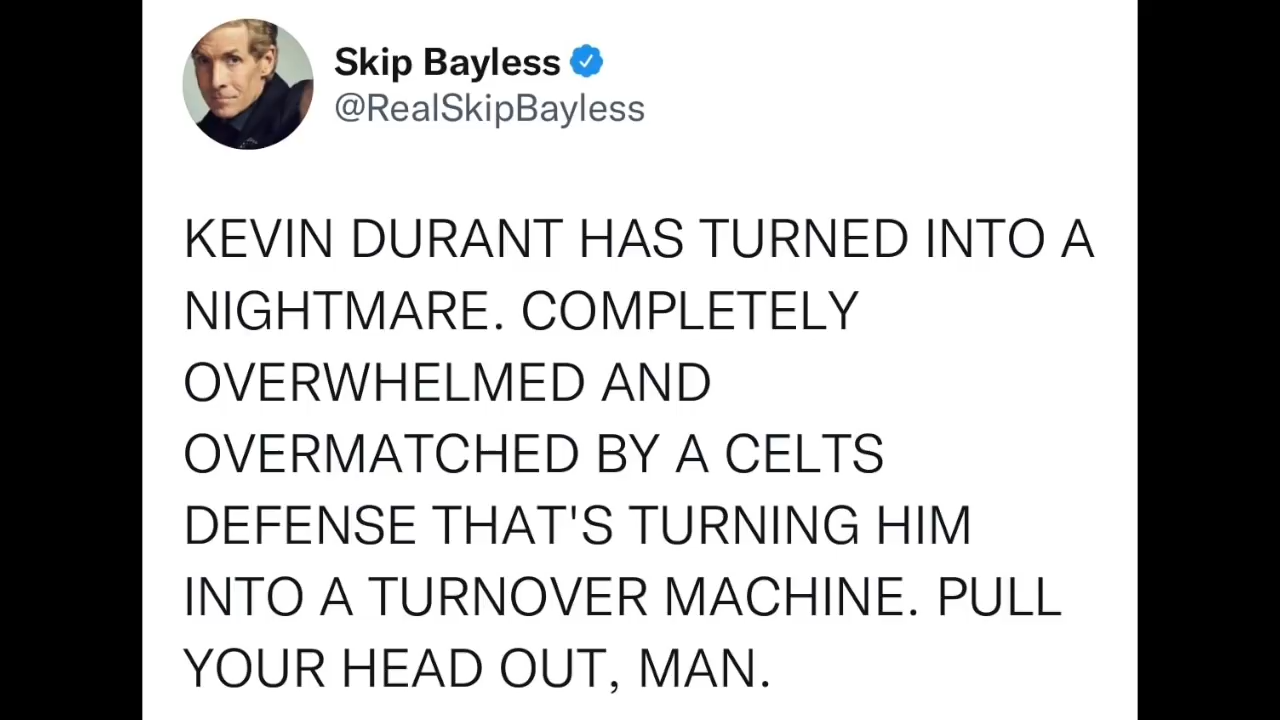 Skip Bayless
@RealSkipBayless
KEVIN DURANT HAS TURNED INTO A
NIGHTMARE. COMPLETELY
OVERWHELMED AND
OVERMATCHED BY A CELTS
DEFENSE THAT'S TURNING HIM
INTO A TURNOVER MACHINE. PULL
YOUR HEAD OUT, MAN.